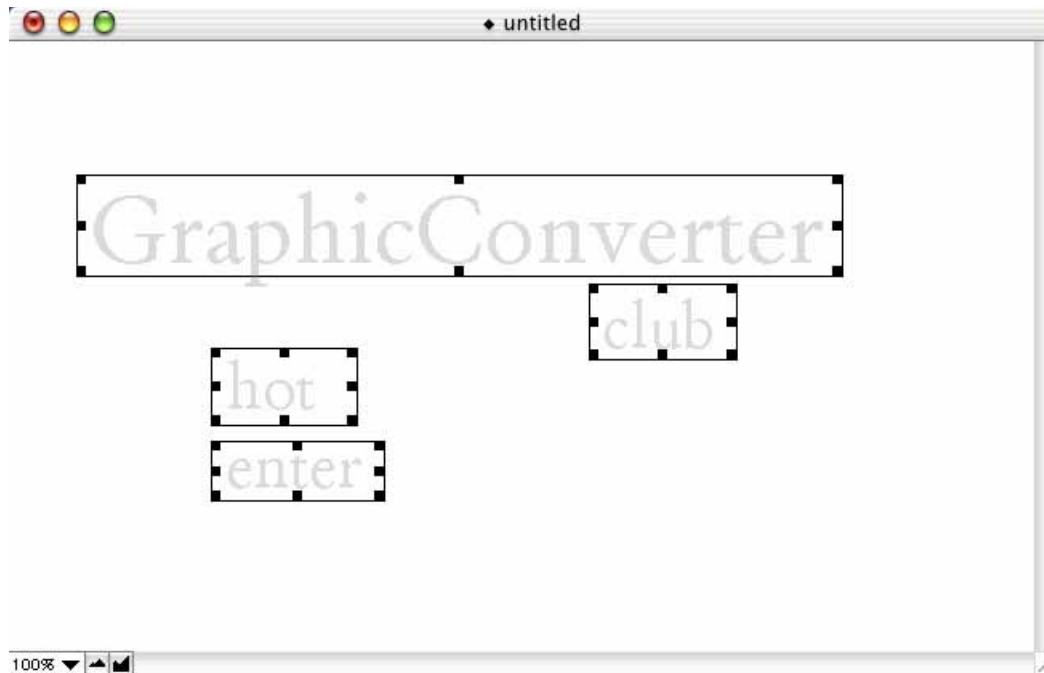 ◆ untitled
GraphicConverter
club
hot
enter
100%